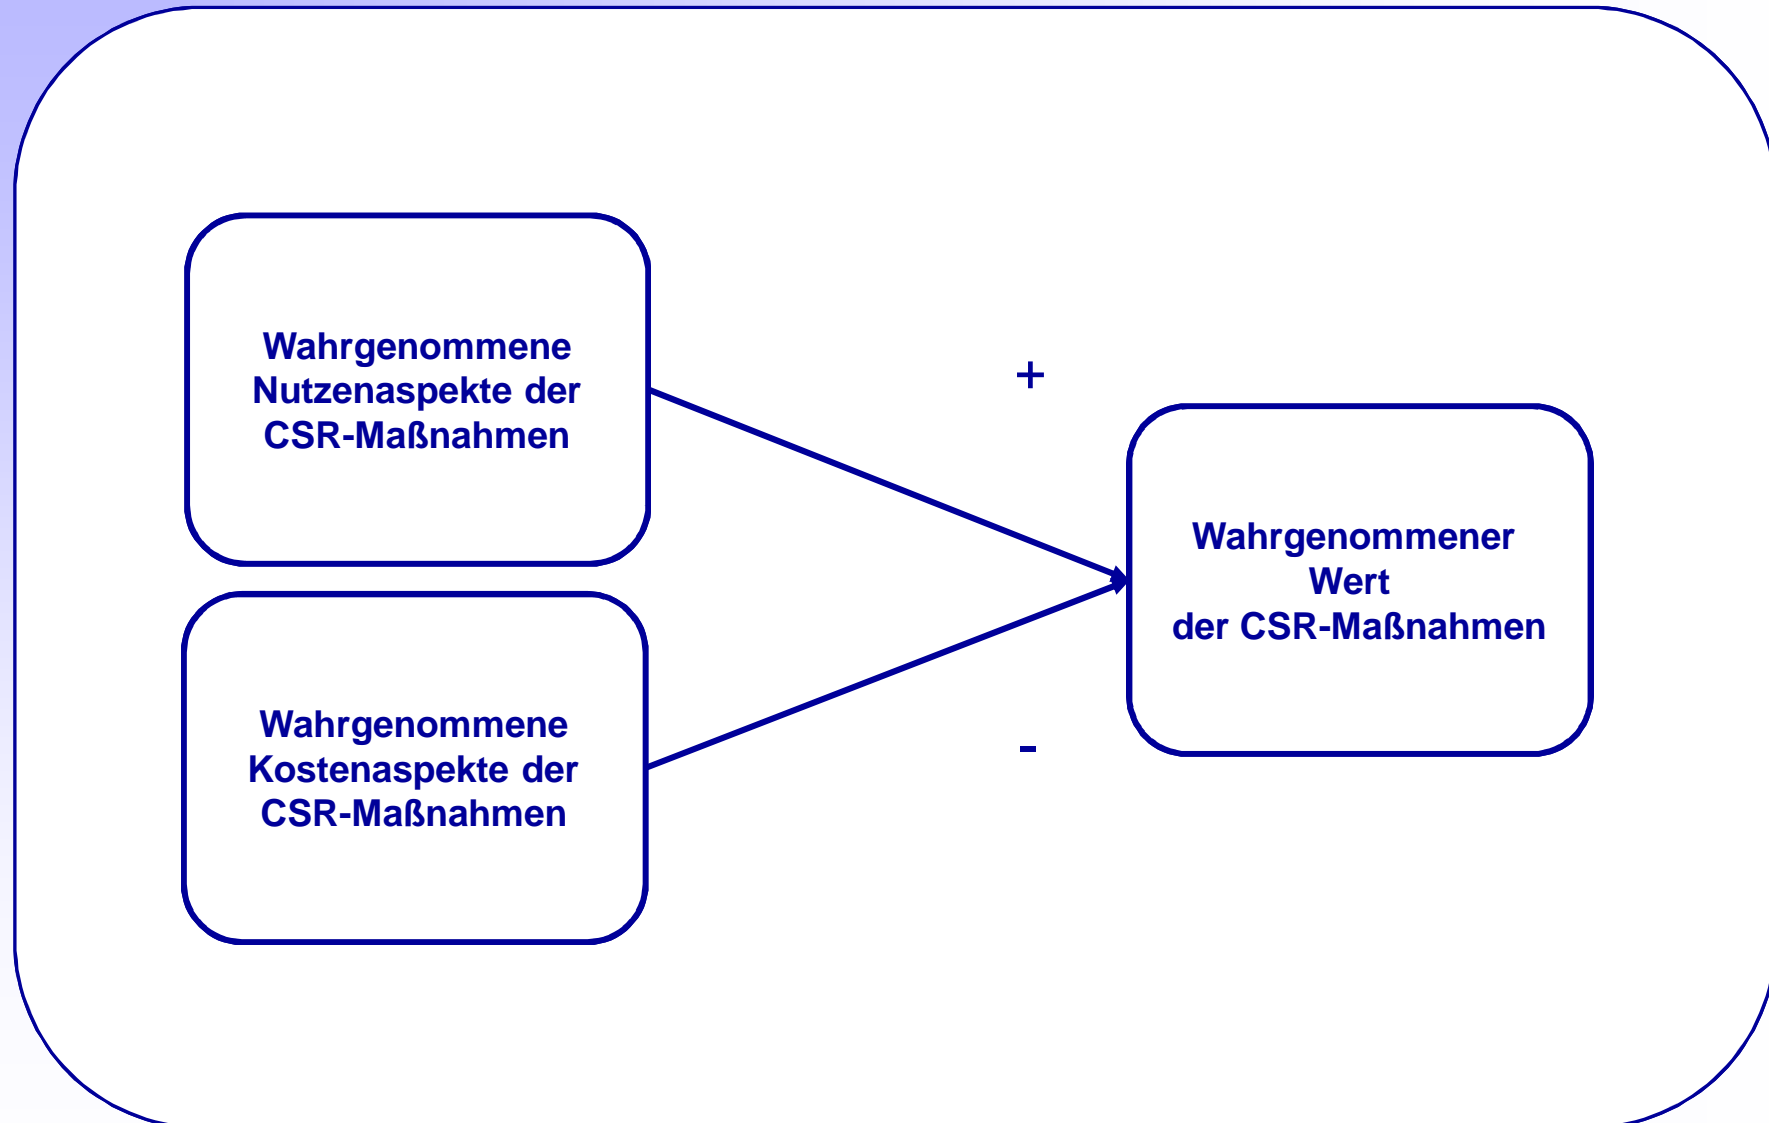 Wahrgenommene
Nutzenaspekte der
CSR-Maßnahmen
+
Wahrgenommener
Wert
der CSR-Maßnahmen
Wahrgenommene
Kostenaspekte der
CSR-Maßnahmen
-